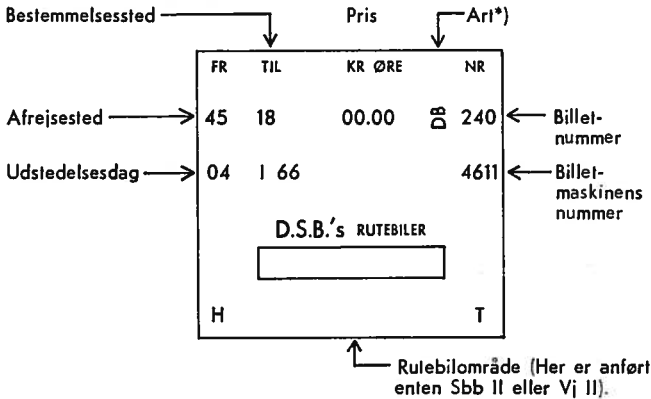 Bestemmelsessted Pris Art*)
FR TIL KR ØRE NR
Afrejsested 45 18 00.00 DB 240 Billet-
nummer
Udstedelsesdag 04 I 66 4611 Billet-
maskinens
nummer
D.S.B.'s RUTEBILER
H T
Rutebilområde (Her er anført
enten Sbb II eller Vj II).